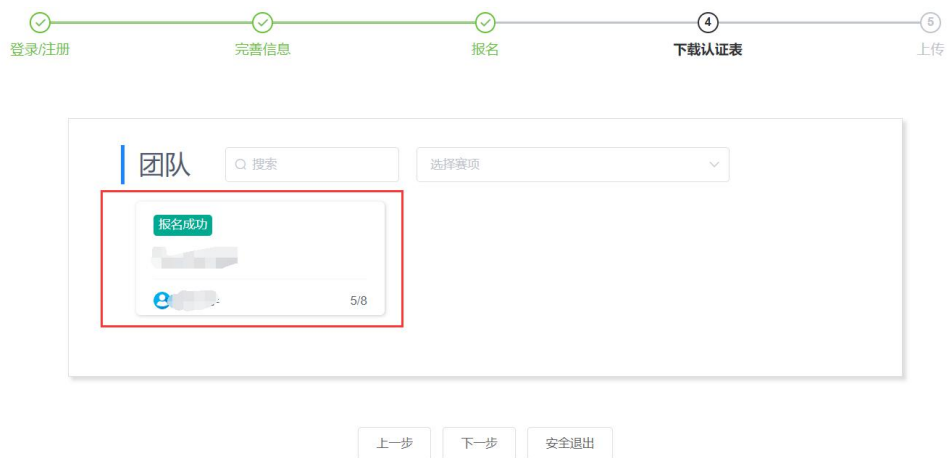 4
5
登录/注册
完善信息
报名
下载认证表
上传
团队
搜索
选择赛项
报名成功
5/8
上一步
下一步
安全退出